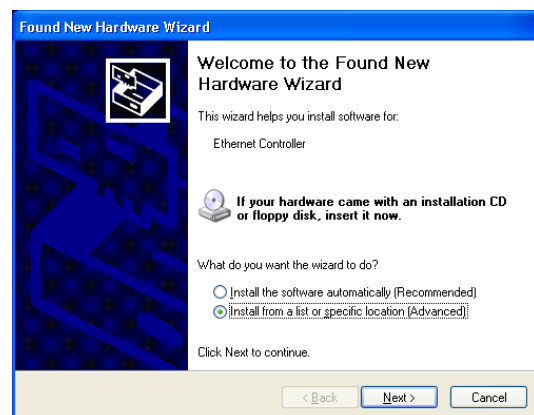 Found New Hardware Wizard
Welcome to the Found New
Hardware Wizard
This wizard helps you install software for:
Ethernet Controller
If your hardware came with an installation CD
or floppy disk, insert it now.
What do you want the wizard to do?
Install the software automatically (Recommended)
Install from a list or specific location (Advanced)
Click Next to continue.
< Back Next > Cancel